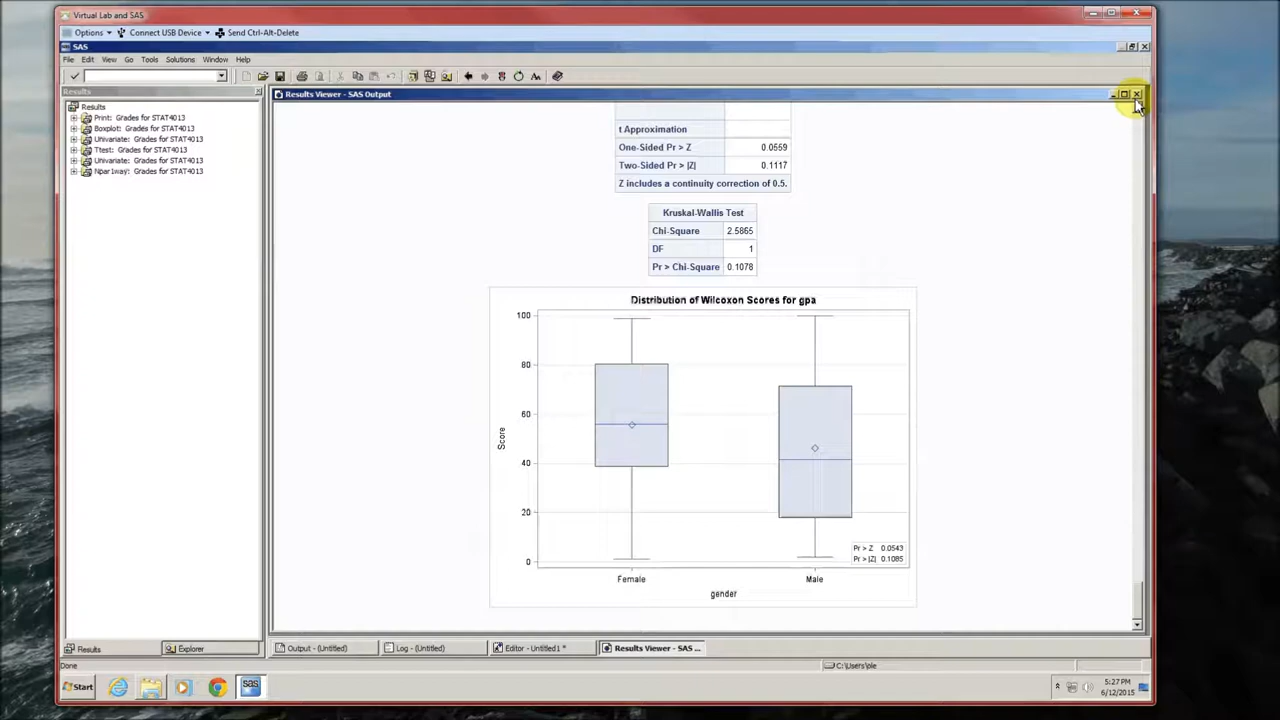 Virtual Lab and SAS
Options Connect USB Device Send Ctrl-Alt-Delete
SAS
File Edit View Go Tools Solutions Window Help
Results
Results
Print: Grades for STAT4013
Boxplot: Grades for STAT4013
Univariate: Grades for STAT4013
Ttest: Grades for STAT4013
Univariate: Grades for STAT4013
Npar1way: Grades for STAT4013
Results Viewer - SAS Output
t Approximation
One-Sided Pr > Z 0.0559
Two-Sided Pr > |Z| 0.1117
Z includes a continuity correction of 0.5.
Kruskal-Wallis Test
Chi-Square 2.5865
DF 1
Pr > Chi-Square 0.1078
Distribution of Wilcoxon Scores for gpa
100
80
60
Score
40
20
0
Pr > Z 0.0543
Pr > |Z| 0.1085
Female Male
gender
Results Explorer
Output - (Untitled) Log - (Untitled) Editor - Untitled1 * Results Viewer - SAS ...
Done C:\Users\ple
Start sas 5:27 PM
6/12/2015